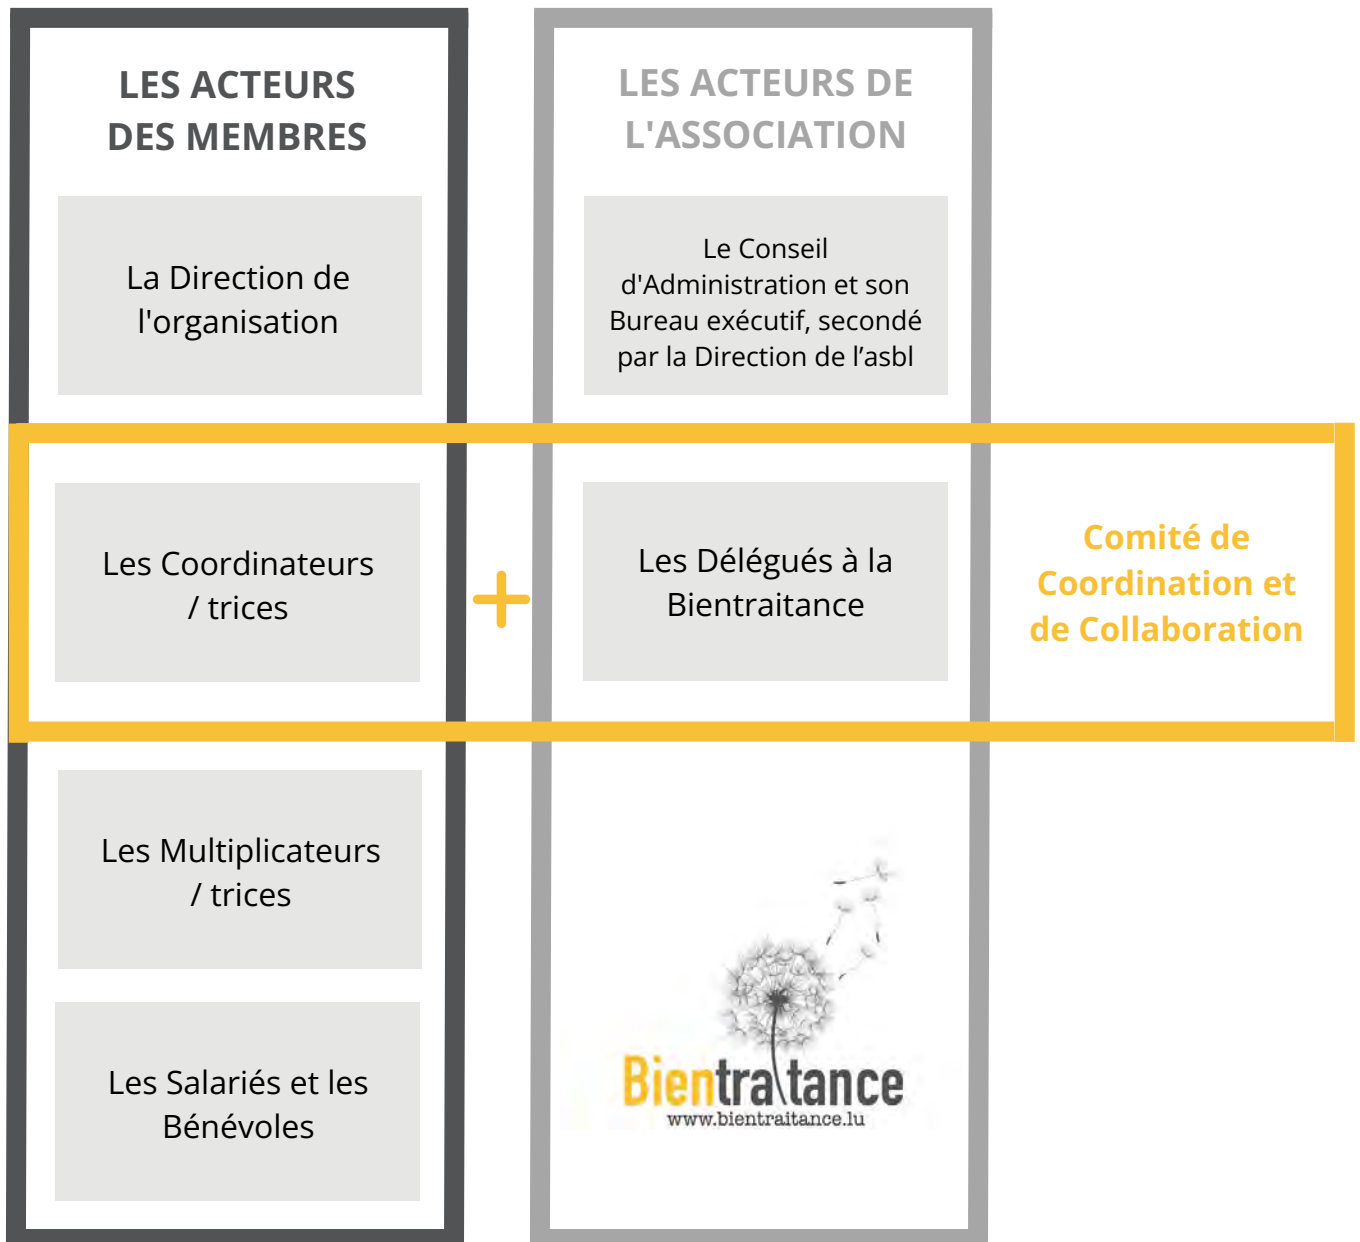 LES ACTEURS
DES MEMBRES
La Direction de
l'organisation
Les Coordinateurs
/ trices
Les Multiplicateurs
/ trices
Les Salariés et les
Bénévoles
LES ACTEURS DE
L'ASSOCIATION
Le Conseil
d'Administration et son
Bureau exécutif, secondé
par la Direction de l’asbl
+
Les Délégués à la
Bientraitance
Bientraitance
www.bientraitance.lu
Comité de
Coordination et
de Collaboration